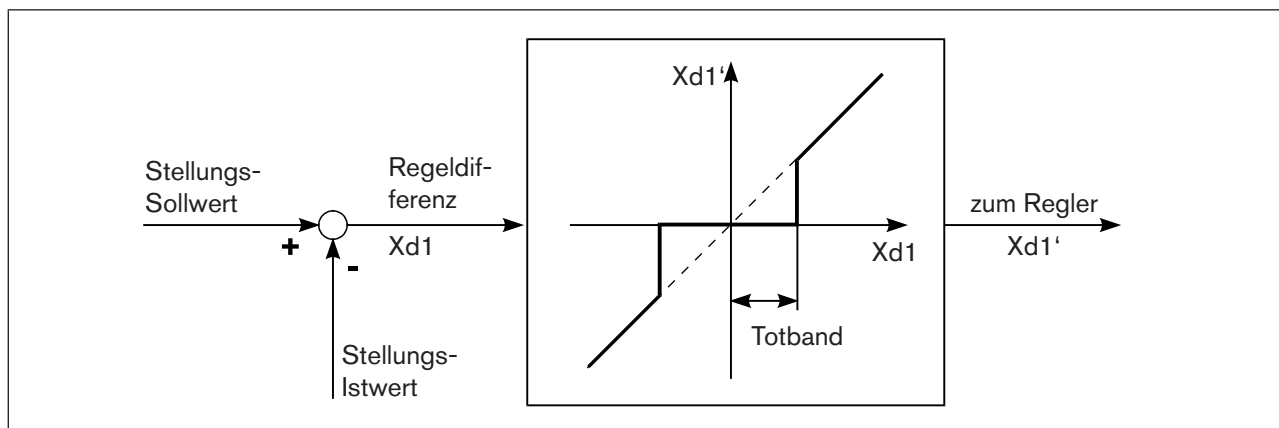 Stellungs-
Sollwert
+
-
Stellungs-
Istwert
Regeldif-
ferenz
Xd1
Xd1‘
Xd1
Totband
zum Regler
Xd1‘